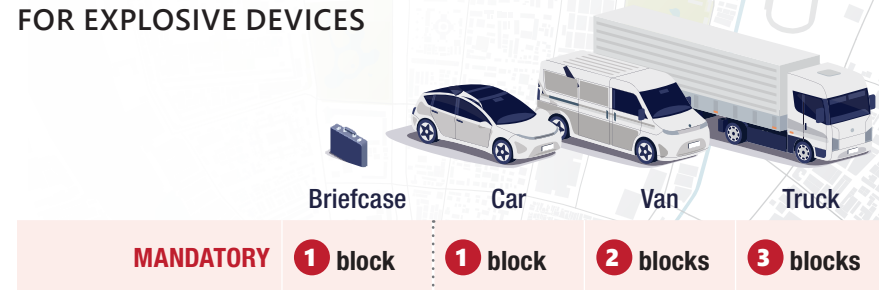 FOR EXPLOSIVE DEVICES
Briefcase Car Van Truck
MANDATORY 1 block 1 block 2 blocks 3 blocks